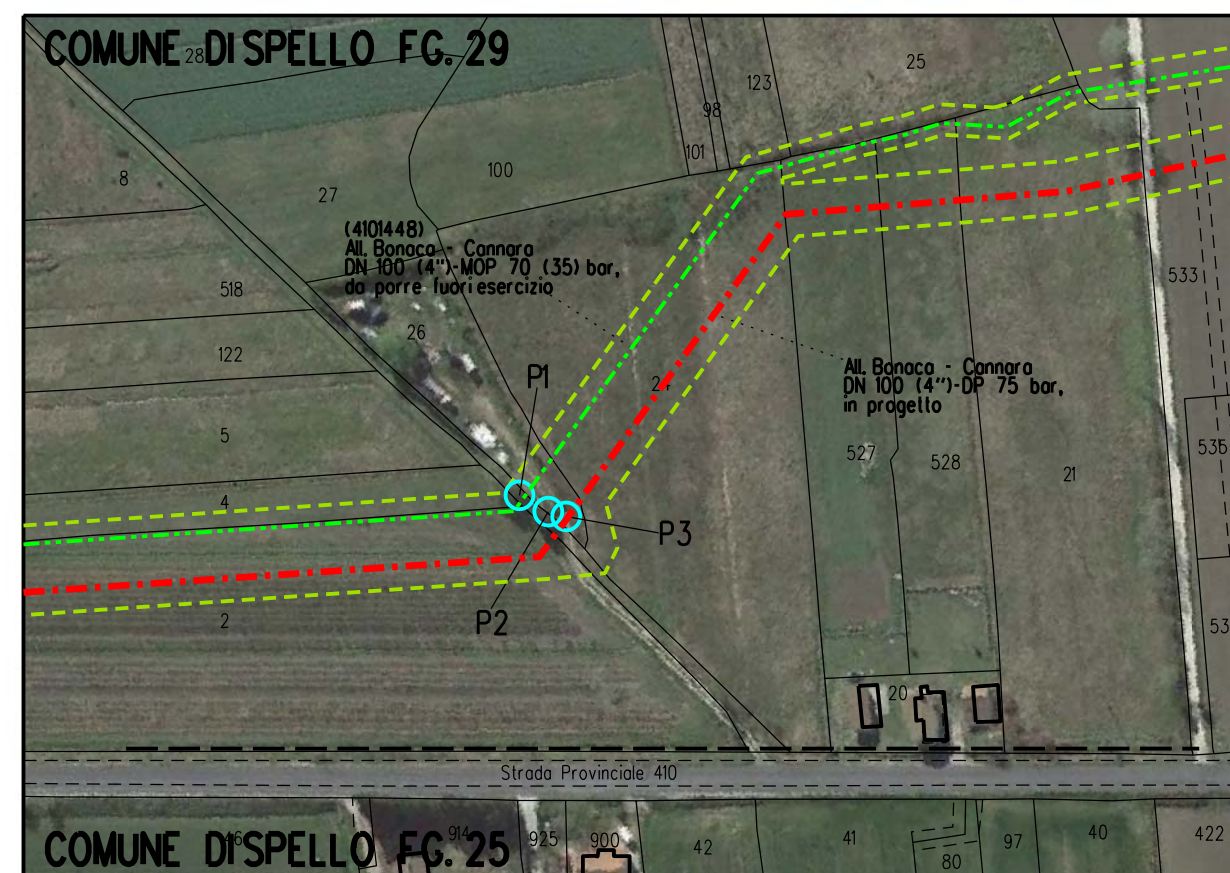 COMUNE DI SPELLO FG. 29
28
25
123
98
101
100
8
27
(4101448)
All. Bonaca - Cannara
DN 100 (4")-MOP 70 (35) bar,
da porre fuori esercizio
518
26
533
122
P1
24
All. Bonaca - Cannara
DN 100 (4")-DP 75 bar,
in progetto
5
527
528
21
535
4
P3
P2
2
53
20
Strada Provinciale 410
46
914
925
900
42
41
97
40
422
80
COMUNE DI SPELLO FG. 25